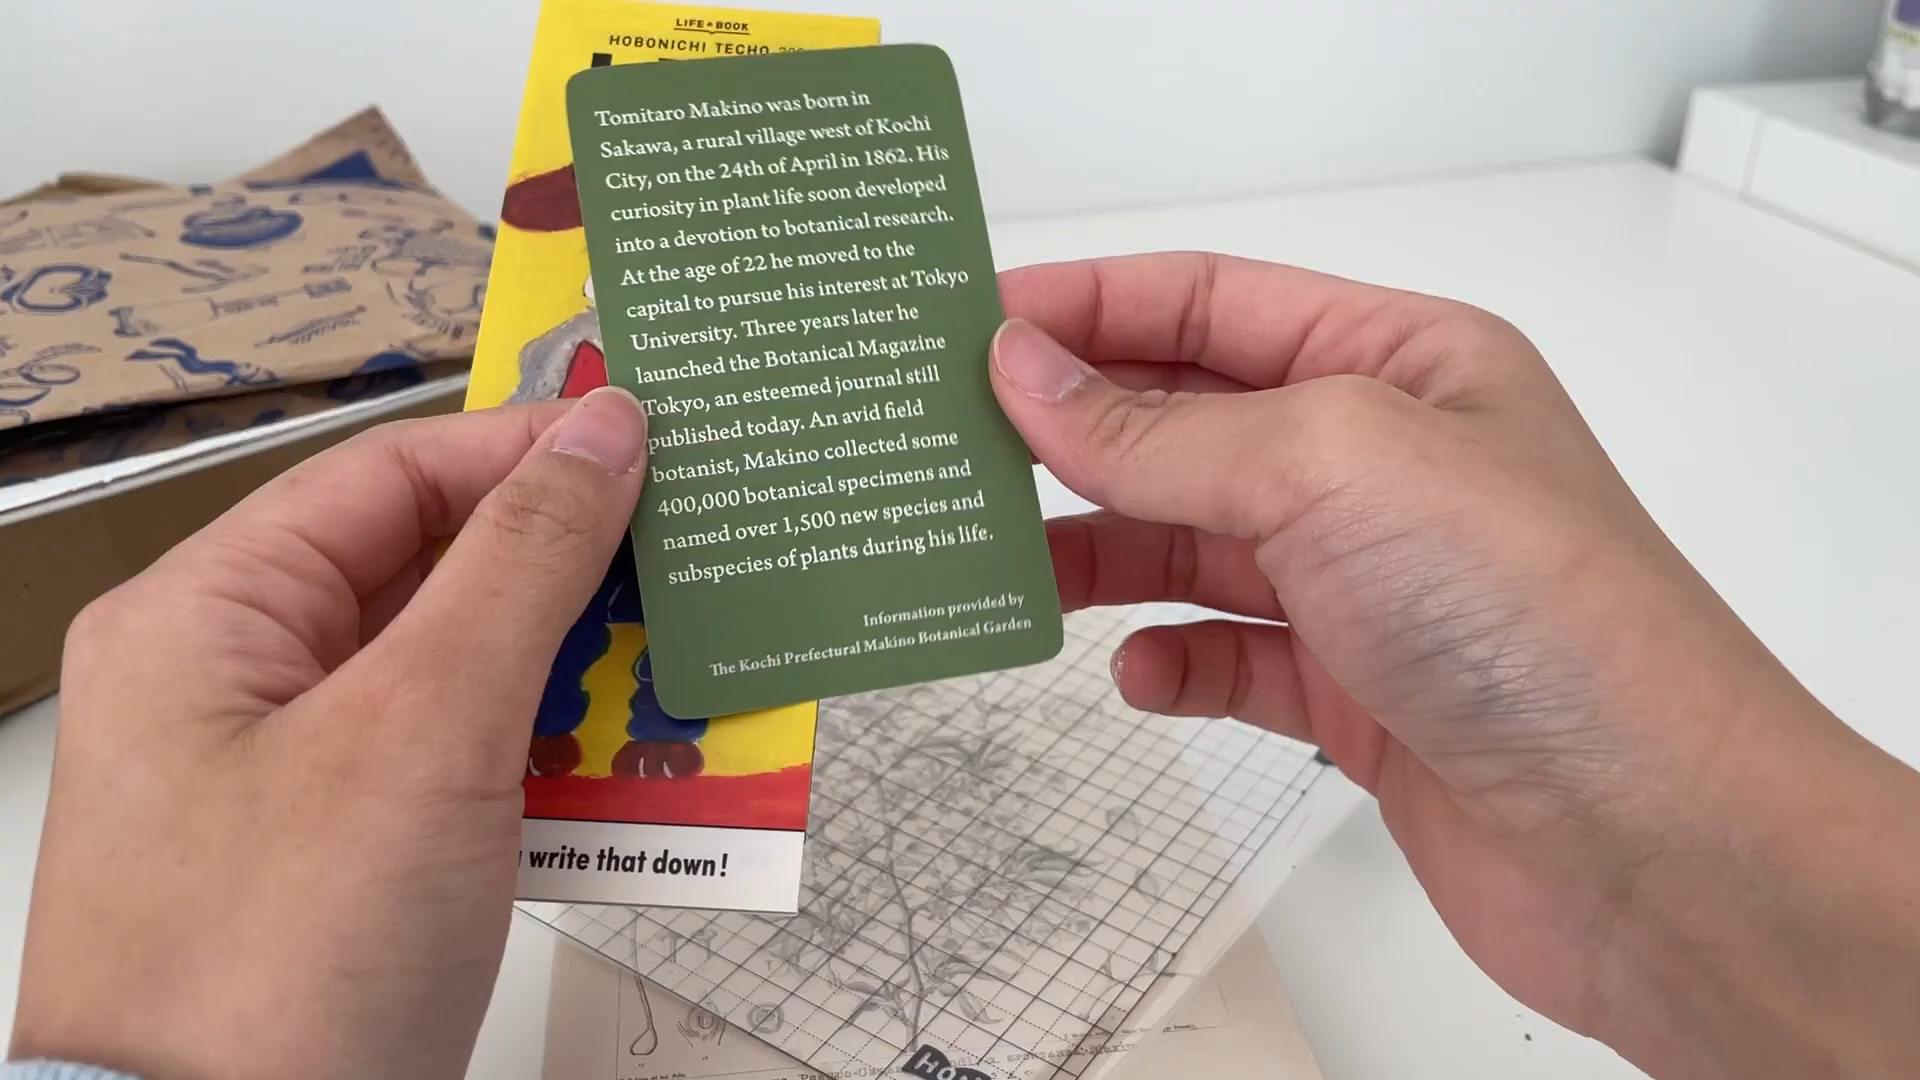 LIFE BOOK
HOBONICHI TECHO
Tomitaro Makino was born in
Sakawa, a rural village west of Kochi
City, on the 24th of April in 1862. His
curiosity in plant life soon developed
into a devotion to botanical research.
At the age of 22 he moved to the
capital to pursue his interest at Tokyo
University. Three years later he
launched the Botanical Magazine
Tokyo, an esteemed journal still
published today. An avid field
botanist, Makino collected some
400,000 botanical specimens and
named over 1,500 new species and
subspecies of plants during his life.
Information provided by
The Kochi Prefectural Makino Botanical Garden
write that down!